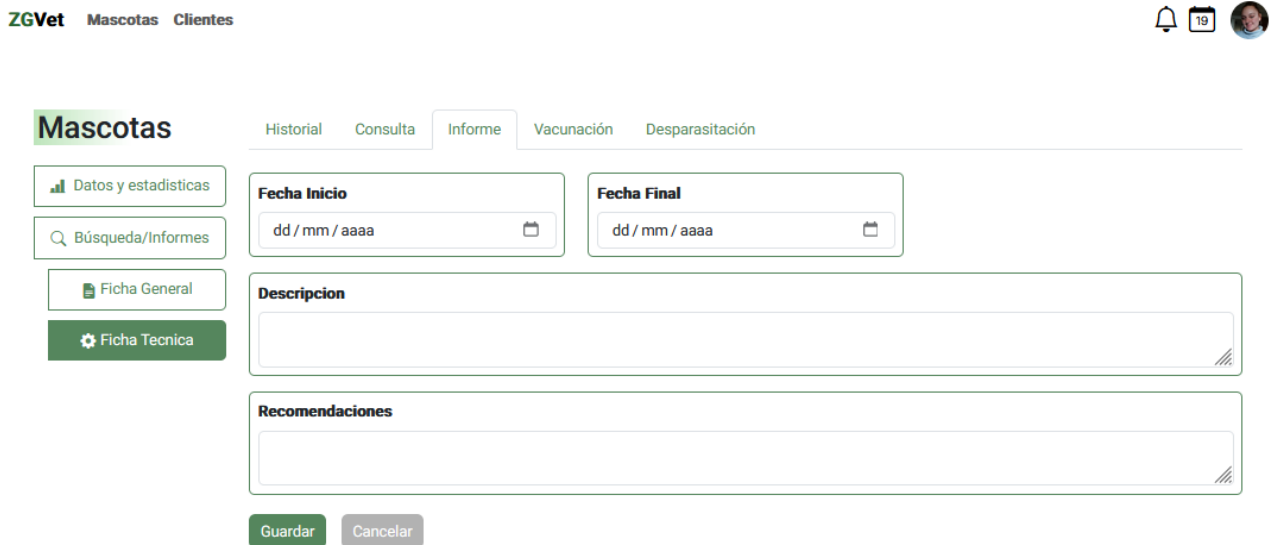 ZGVet Mascotas Clientes 19
Mascotas
Historial Consulta Informe Vacunación Desparasitación
Datos y estadisticas
Búsqueda/Informes
Ficha General
Ficha Tecnica
Fecha Inicio Fecha Final
dd / mm / aaaa dd / mm / aaaa
Descripcion
Recomendaciones
Guardar Cancelar